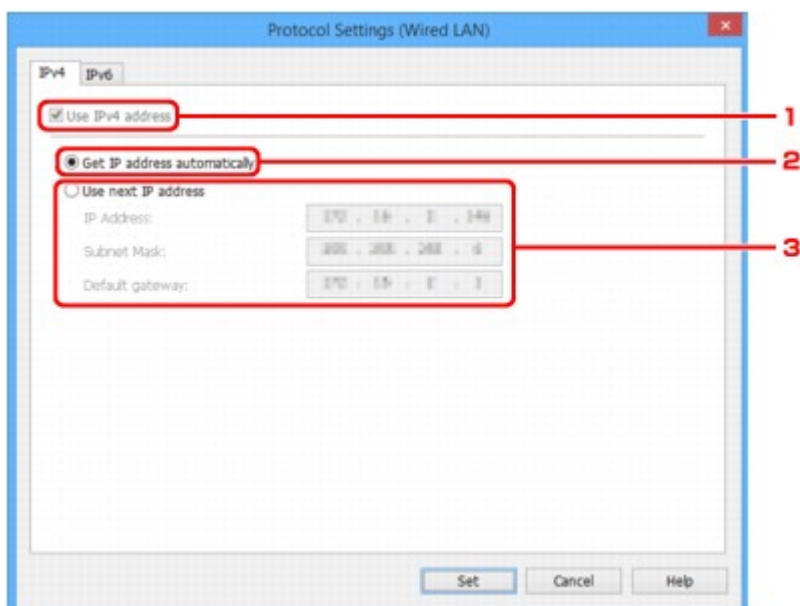 Protocol Settings (Wired LAN)
IPv4 IPv6
Use IPv4 address
1
Get IP address automatically
2
Use next IP address
IP Address:
Subnet Mask:
3
Default gateway:
Set Cancel Help